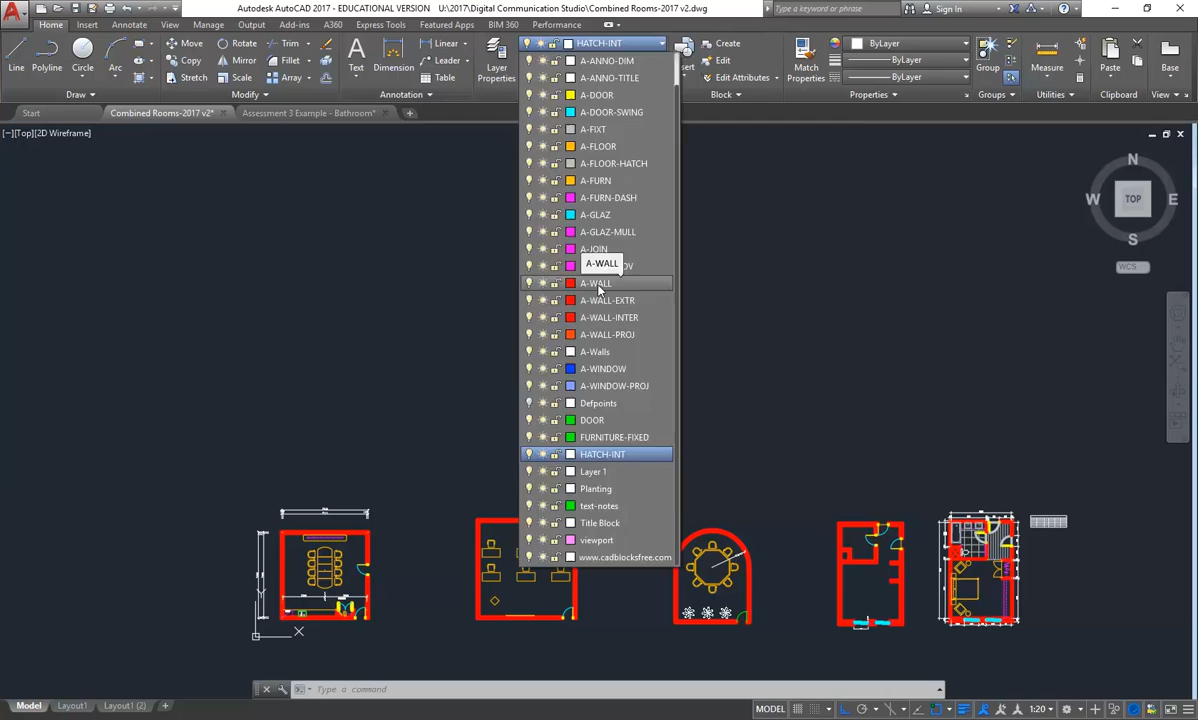 Autodesk AutoCAD 2017 - EDUCATIONAL VERSION U:\2017\Digital Communication Studio\Combined Rooms-2017 v2.dwg
Type a keyword or phrase
Sign In
Home Insert Annotate View Manage Output Add-ins A360 Express Tools Featured Apps BIM 360 Performance
Line Polyline Circle Arc
Move Rotate Trim
Copy Mirror Fillet
Stretch Scale Array
Text Dimension
Linear
Leader
Table
Layer Properties
HATCH-INT
Create
Edit
Edit Attributes
Match Properties
ByLayer
ByLayer
ByLayer
Group Measure Paste Base
Draw Modify Annotation Block Properties Groups Utilities Clipboard View
Start Combined Rooms-2017 v2* Assessment 3 Example - Bathroom*
[−][Top][2D Wireframe]
A-ANNO-DIM
A-ANNO-TITLE
A-DOOR
A-DOOR-SWING
A-FIXT
A-FLOOR
A-FLOOR-HATCH
A-FURN
A-FURN-DASH
A-GLAZ
A-GLAZ-MULL
A-JOIN
A-WALL
A-WALL
A-WALL-EXTR
A-WALL-INTER
A-WALL-PROJ
A-Walls
A-WINDOW
A-WINDOW-PROJ
Defpoints
DOOR
FURNITURE-FIXED
HATCH-INT
Layer 1
Planting
text-notes
Title Block
viewport
www.cadblocksfree.com
N
W TOP E
S
WCS
X
Type a command
Model Layout1 Layout1 (2)
MODEL 1:20